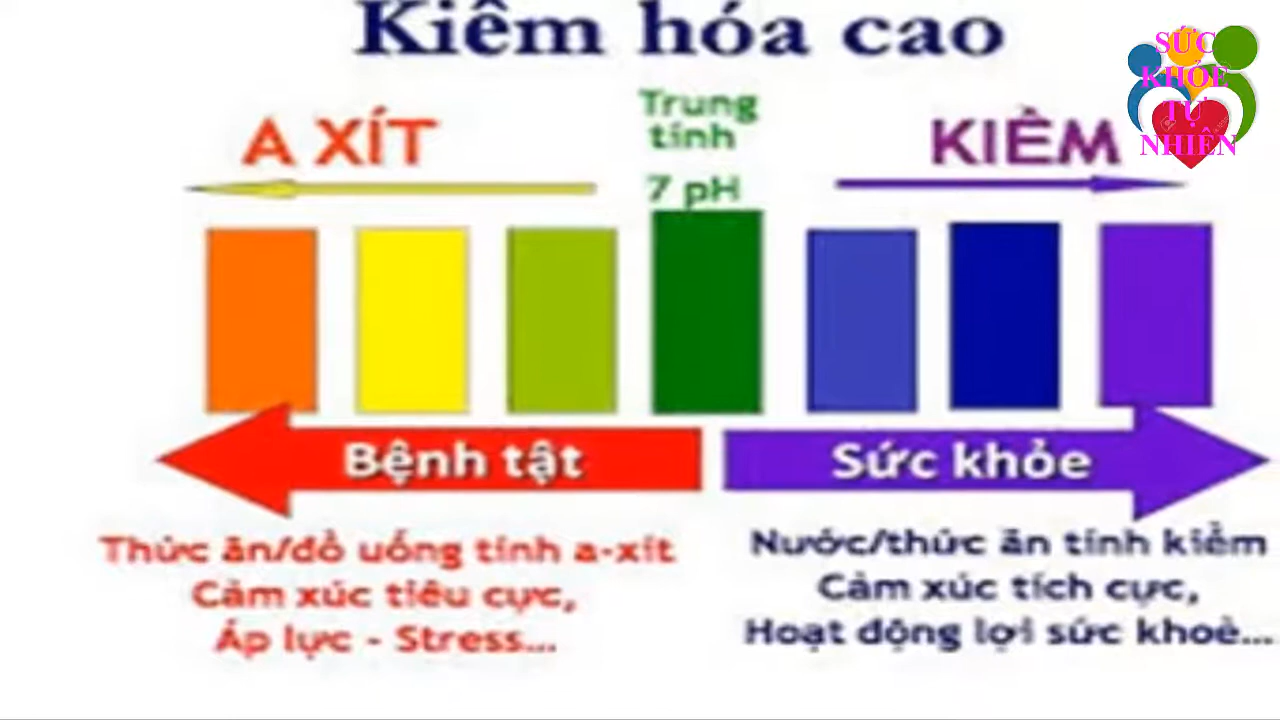 Kiềm hóa cao
SỨC
KHỎE
TỰ
NHIÊN
A XÍT
Trung
tính
7 pH
KIỀM
Bệnh tật
Sức khỏe
Thức ăn/đồ uống tính a-xít
Cảm xúc tiêu cực,
Áp lực - Stress...
Nước/thức ăn tính kiềm
Cảm xúc tích cực,
Hoạt động lợi sức khoẻ...